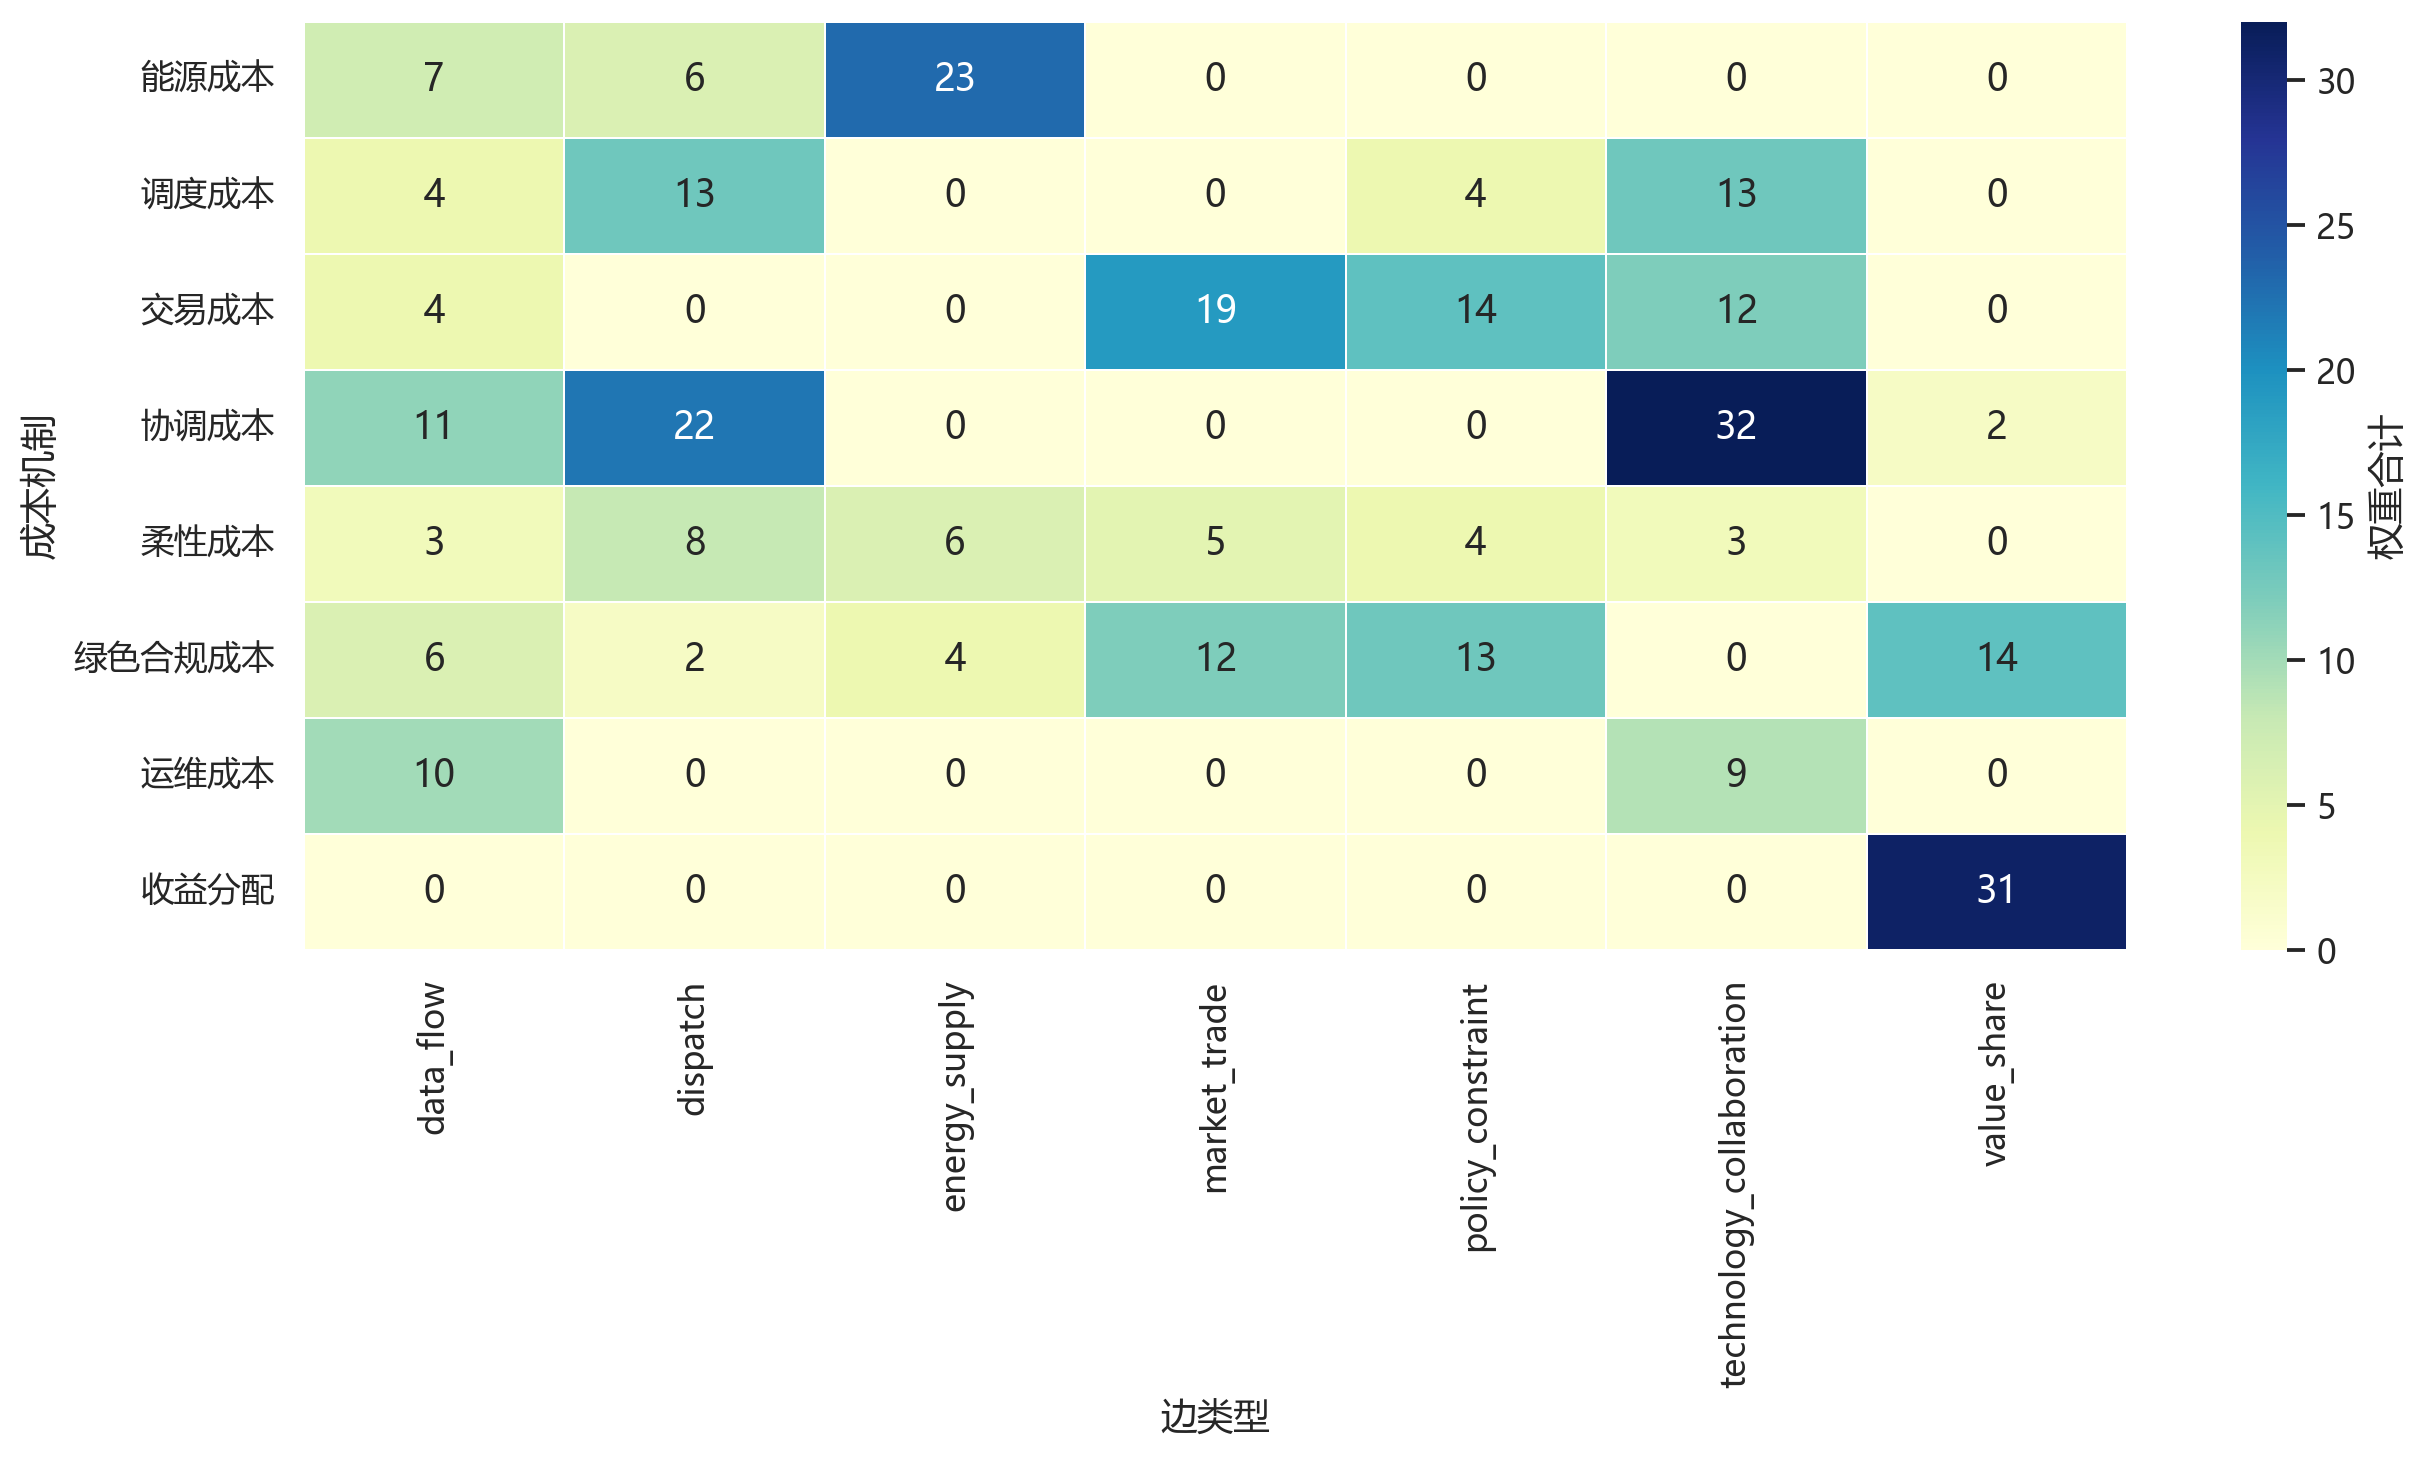 能源成本 7 6 23 0 0 0 0
调度成本 4 13 0 0 4 13 0
交易成本 4 0 0 19 14 12 0
协调成本 11 22 0 0 0 32 2
柔性成本 3 8 6 5 4 3 0
绿色合规成本 6 2 4 12 13 0 14
运维成本 10 0 0 0 0 9 0
收益分配 0 0 0 0 0 0 31
成本机制
data_flow
dispatch
energy_supply
market_trade
policy_constraint
technology_collaboration
value_share
边类型
30
25
20
15
10
5
0
权重合计